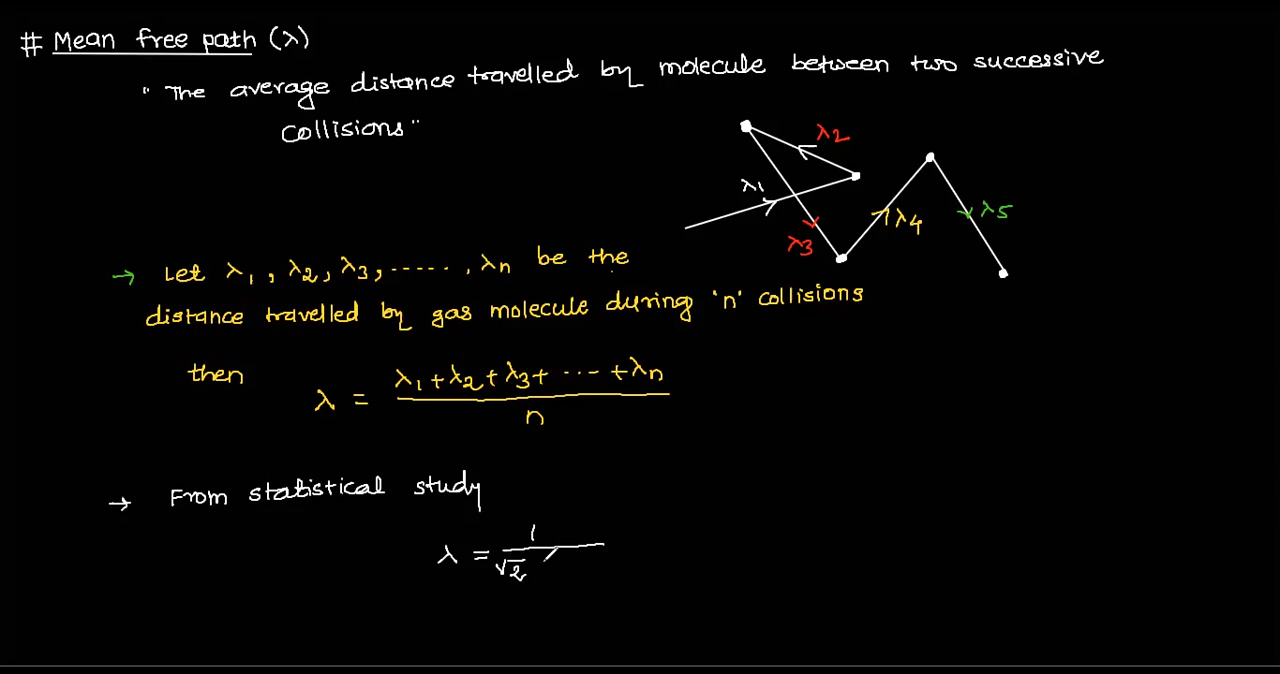 # Mean free path (λ)
" The average distance travelled by molecule between two successive
collisions"
λ2
λ1
λ3
λ4
λ5
→ Let λ1, λ2, λ3, ......, λn be the
distance travelled by gas molecule during 'n' collisions
then
λ = λ1+λ2+λ3+ ... +λn
n
→ From statistical study
λ = 1
√2